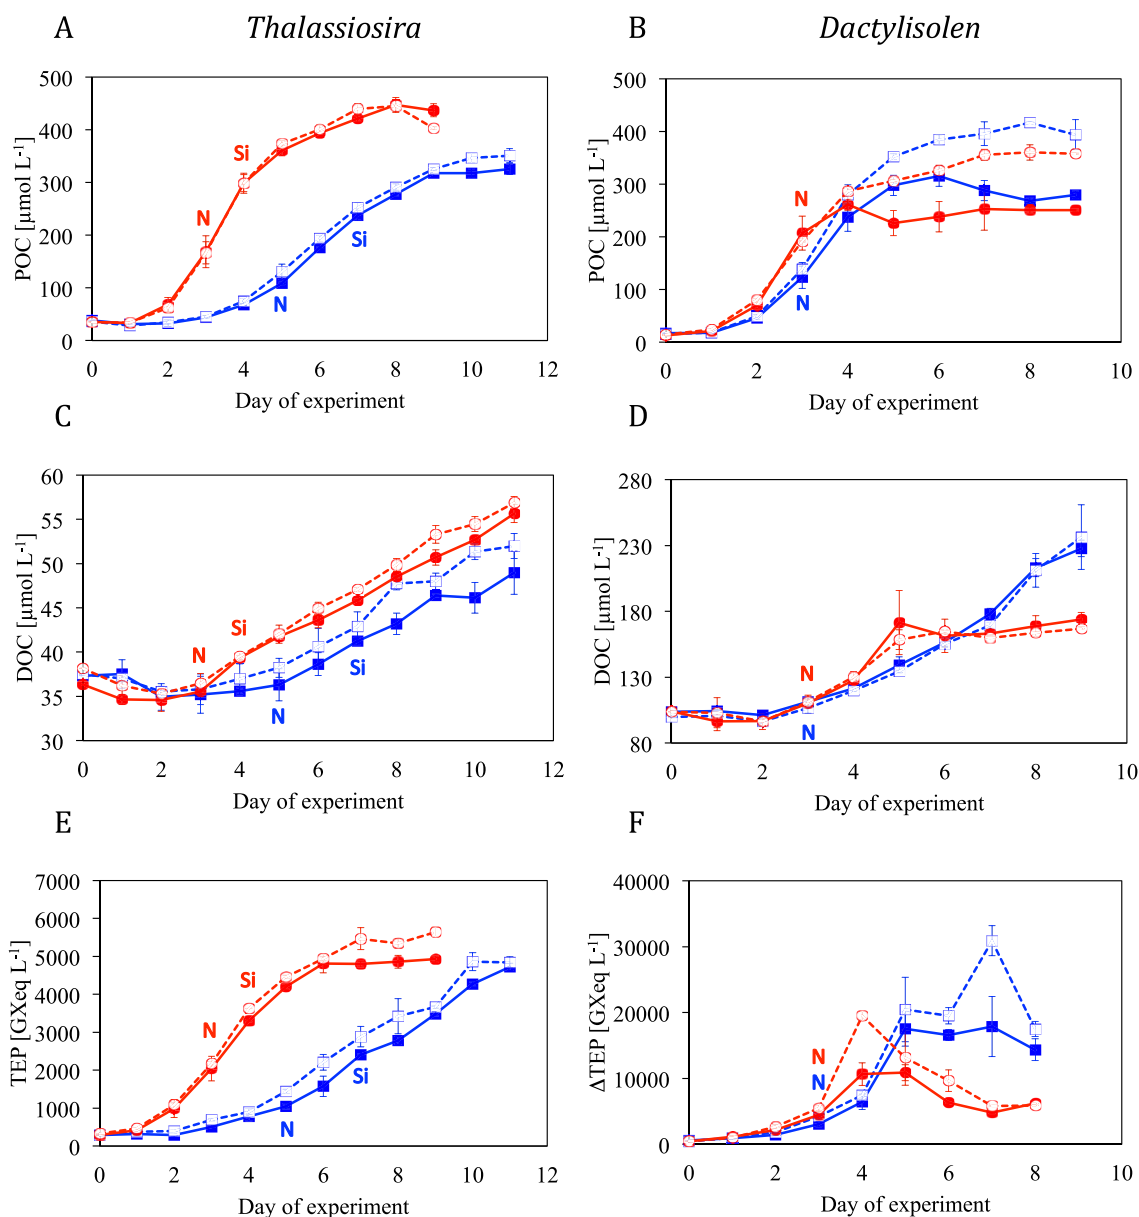 A Thalassiosira
B Dactylisolen
500
400
300
200
100
0
POC [µmol L-1]
Si
N
Si
N
0 2 4 6 8 10 12
Day of experiment
500
400
300
200
100
0
POC [µmol L-1]
N
N
0 2 4 6 8 10
Day of experiment
C
60
55
50
45
40
35
30
DOC [µmol L-1]
Si
N
Si
N
0 2 4 6 8 10 12
Day of experiment
D
280
230
180
130
80
DOC [µmol L-1]
N
N
0 2 4 6 8 10
Day of experiment
E
7000
6000
5000
4000
3000
2000
1000
0
TEP [GXeq L-1]
Si
N
Si
N
0 2 4 6 8 10 12
Day of experiment
F
40000
30000
20000
10000
0
ΔTEP [GXeq L-1]
N
N
0 2 4 6 8 10
Day of experiment